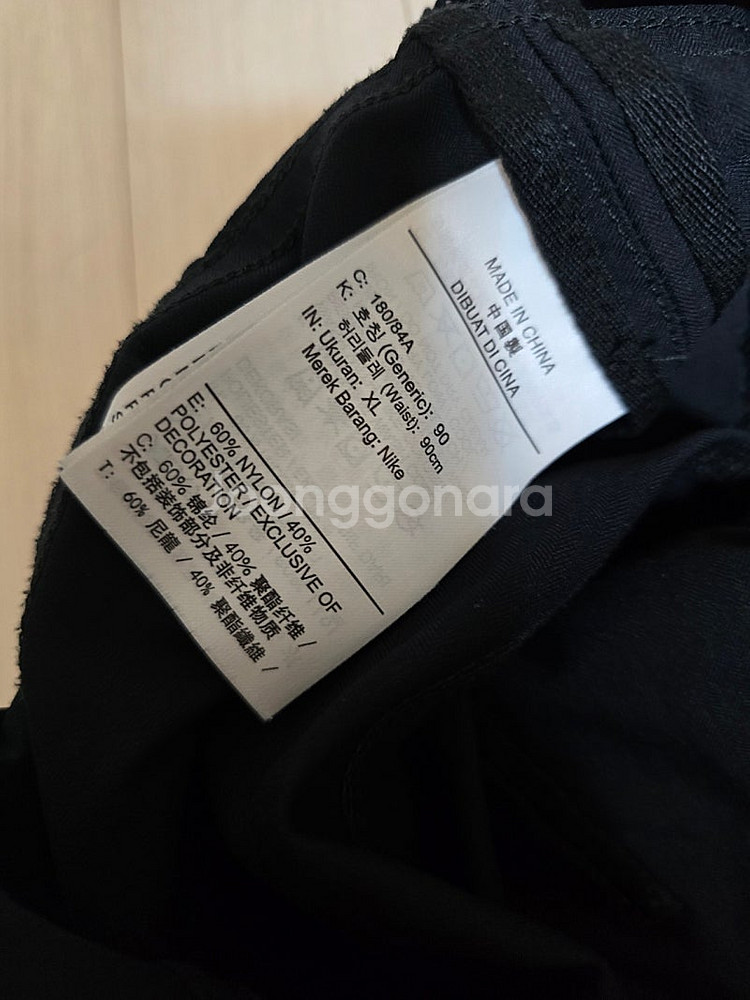 MADE IN CHINA
中国製
DIBUAT DI CINA
C: 180/84A
K: 호칭 (Generic): 90
허리둘레 (Waist): 90cm
IN: Ukuran: XL
Merek Barang: Nike
E: 60% NYLON / 40%
POLYESTER / EXCLUSIVE OF
DECORATION
C: 60% 锦纶 / 40% 聚酯纤维 /
不包括装饰部分及非纤维物质
T: 60% 尼龍 / 40% 聚酯纖維 /